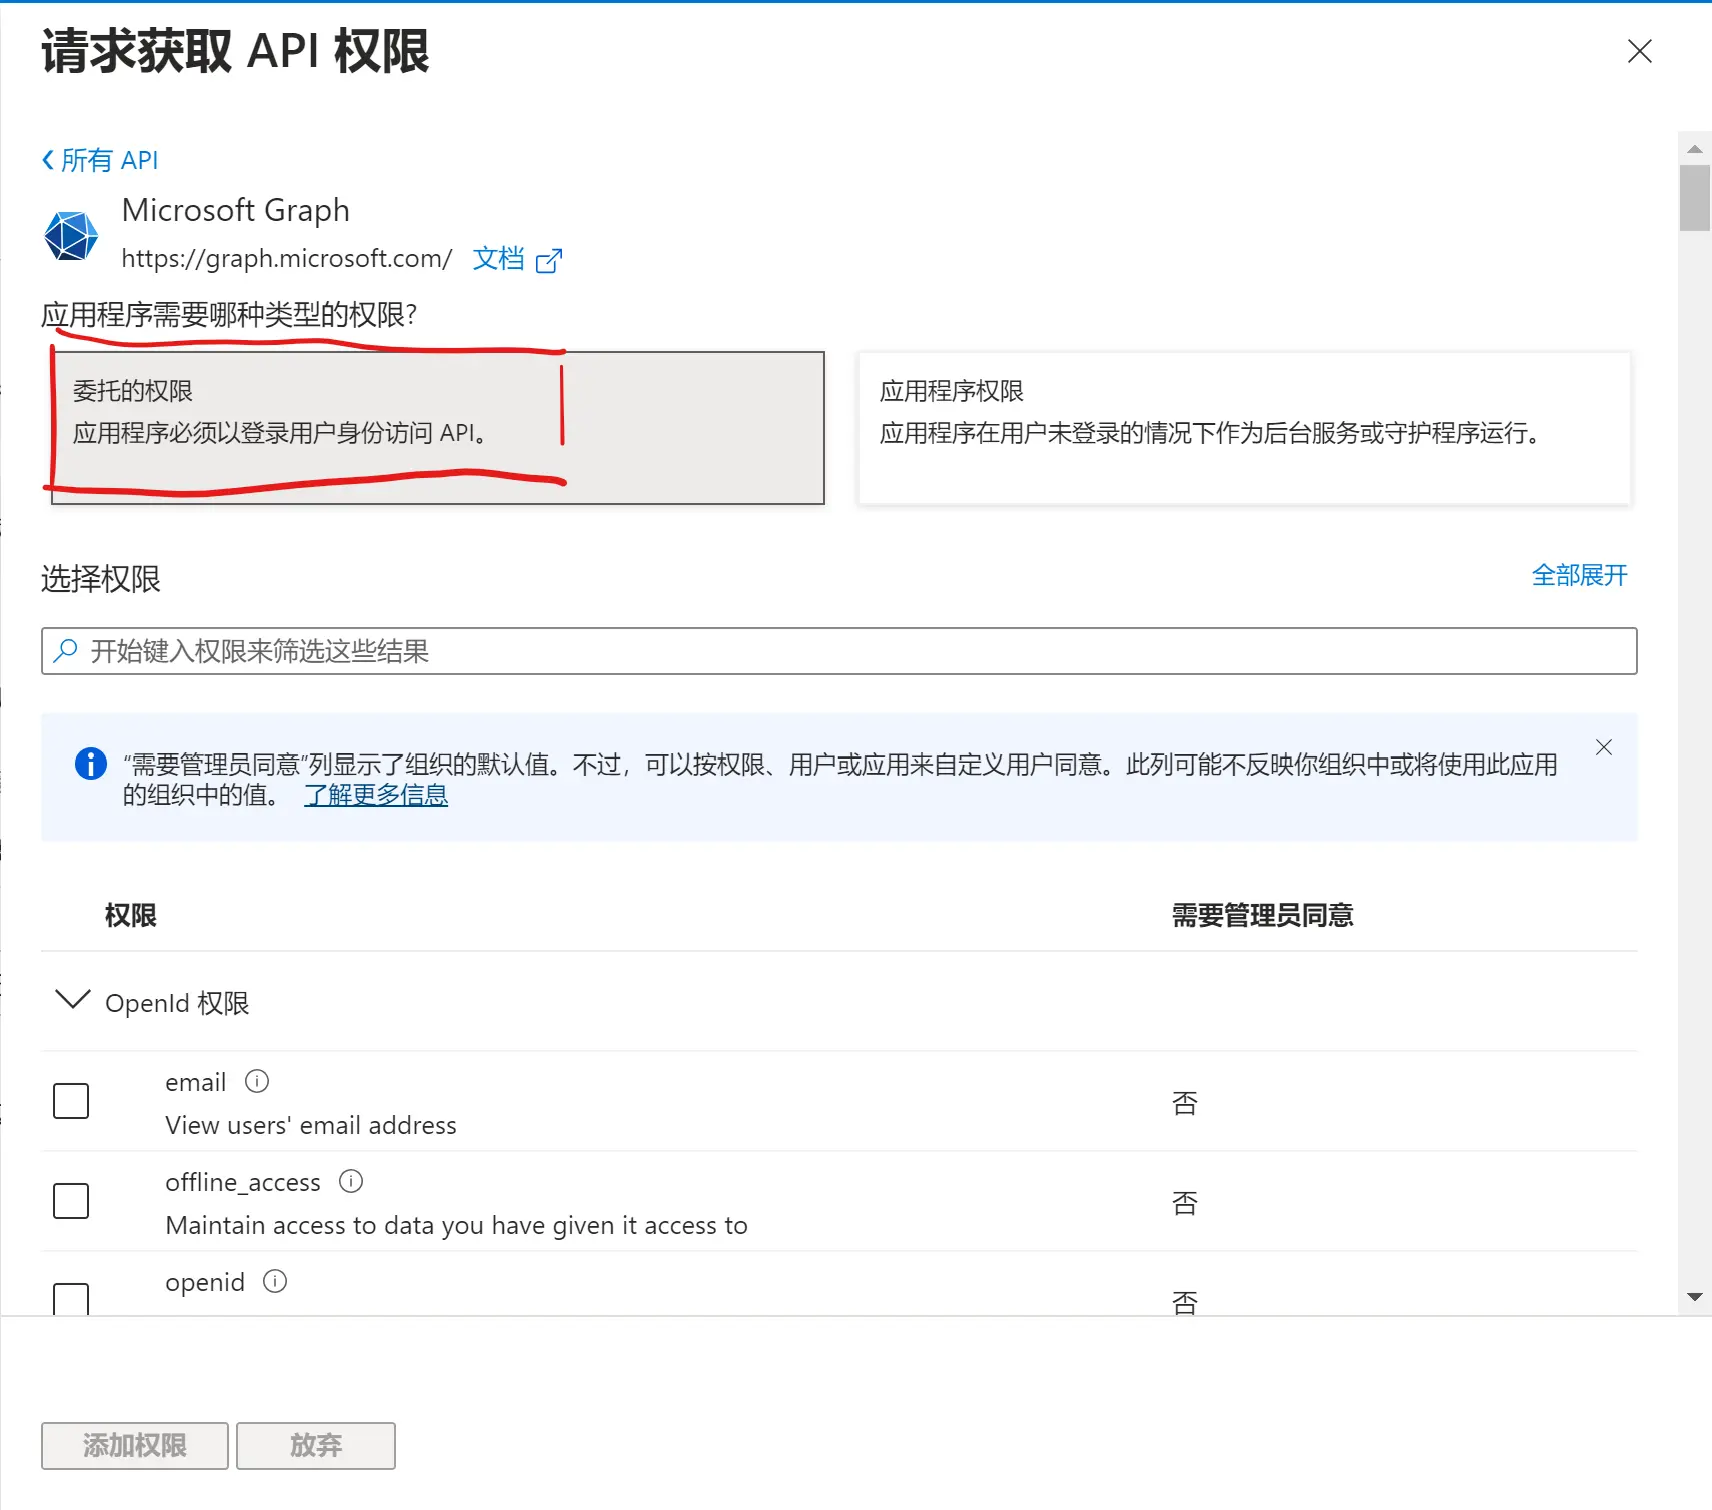 请求获取 API 权限
所有 API
Microsoft Graph
https://graph.microsoft.com/ 文档
应用程序需要哪种类型的权限?
委托的权限
应用程序必须以登录用户身份访问 API。
应用程序权限
应用程序在用户未登录的情况下作为后台服务或守护程序运行。
选择权限
全部展开
开始键入权限来筛选这些结果
“需要管理员同意”列显示了组织的默认值。不过，可以按权限、用户或应用来自定义用户同意。此列可能不反映你组织中或将使用此应用
的组织中的值。 了解更多信息
权限 需要管理员同意
OpenId 权限
email
View users' email address
否
offline_access
Maintain access to data you have given it access to
否
openid
否
添加权限 放弃